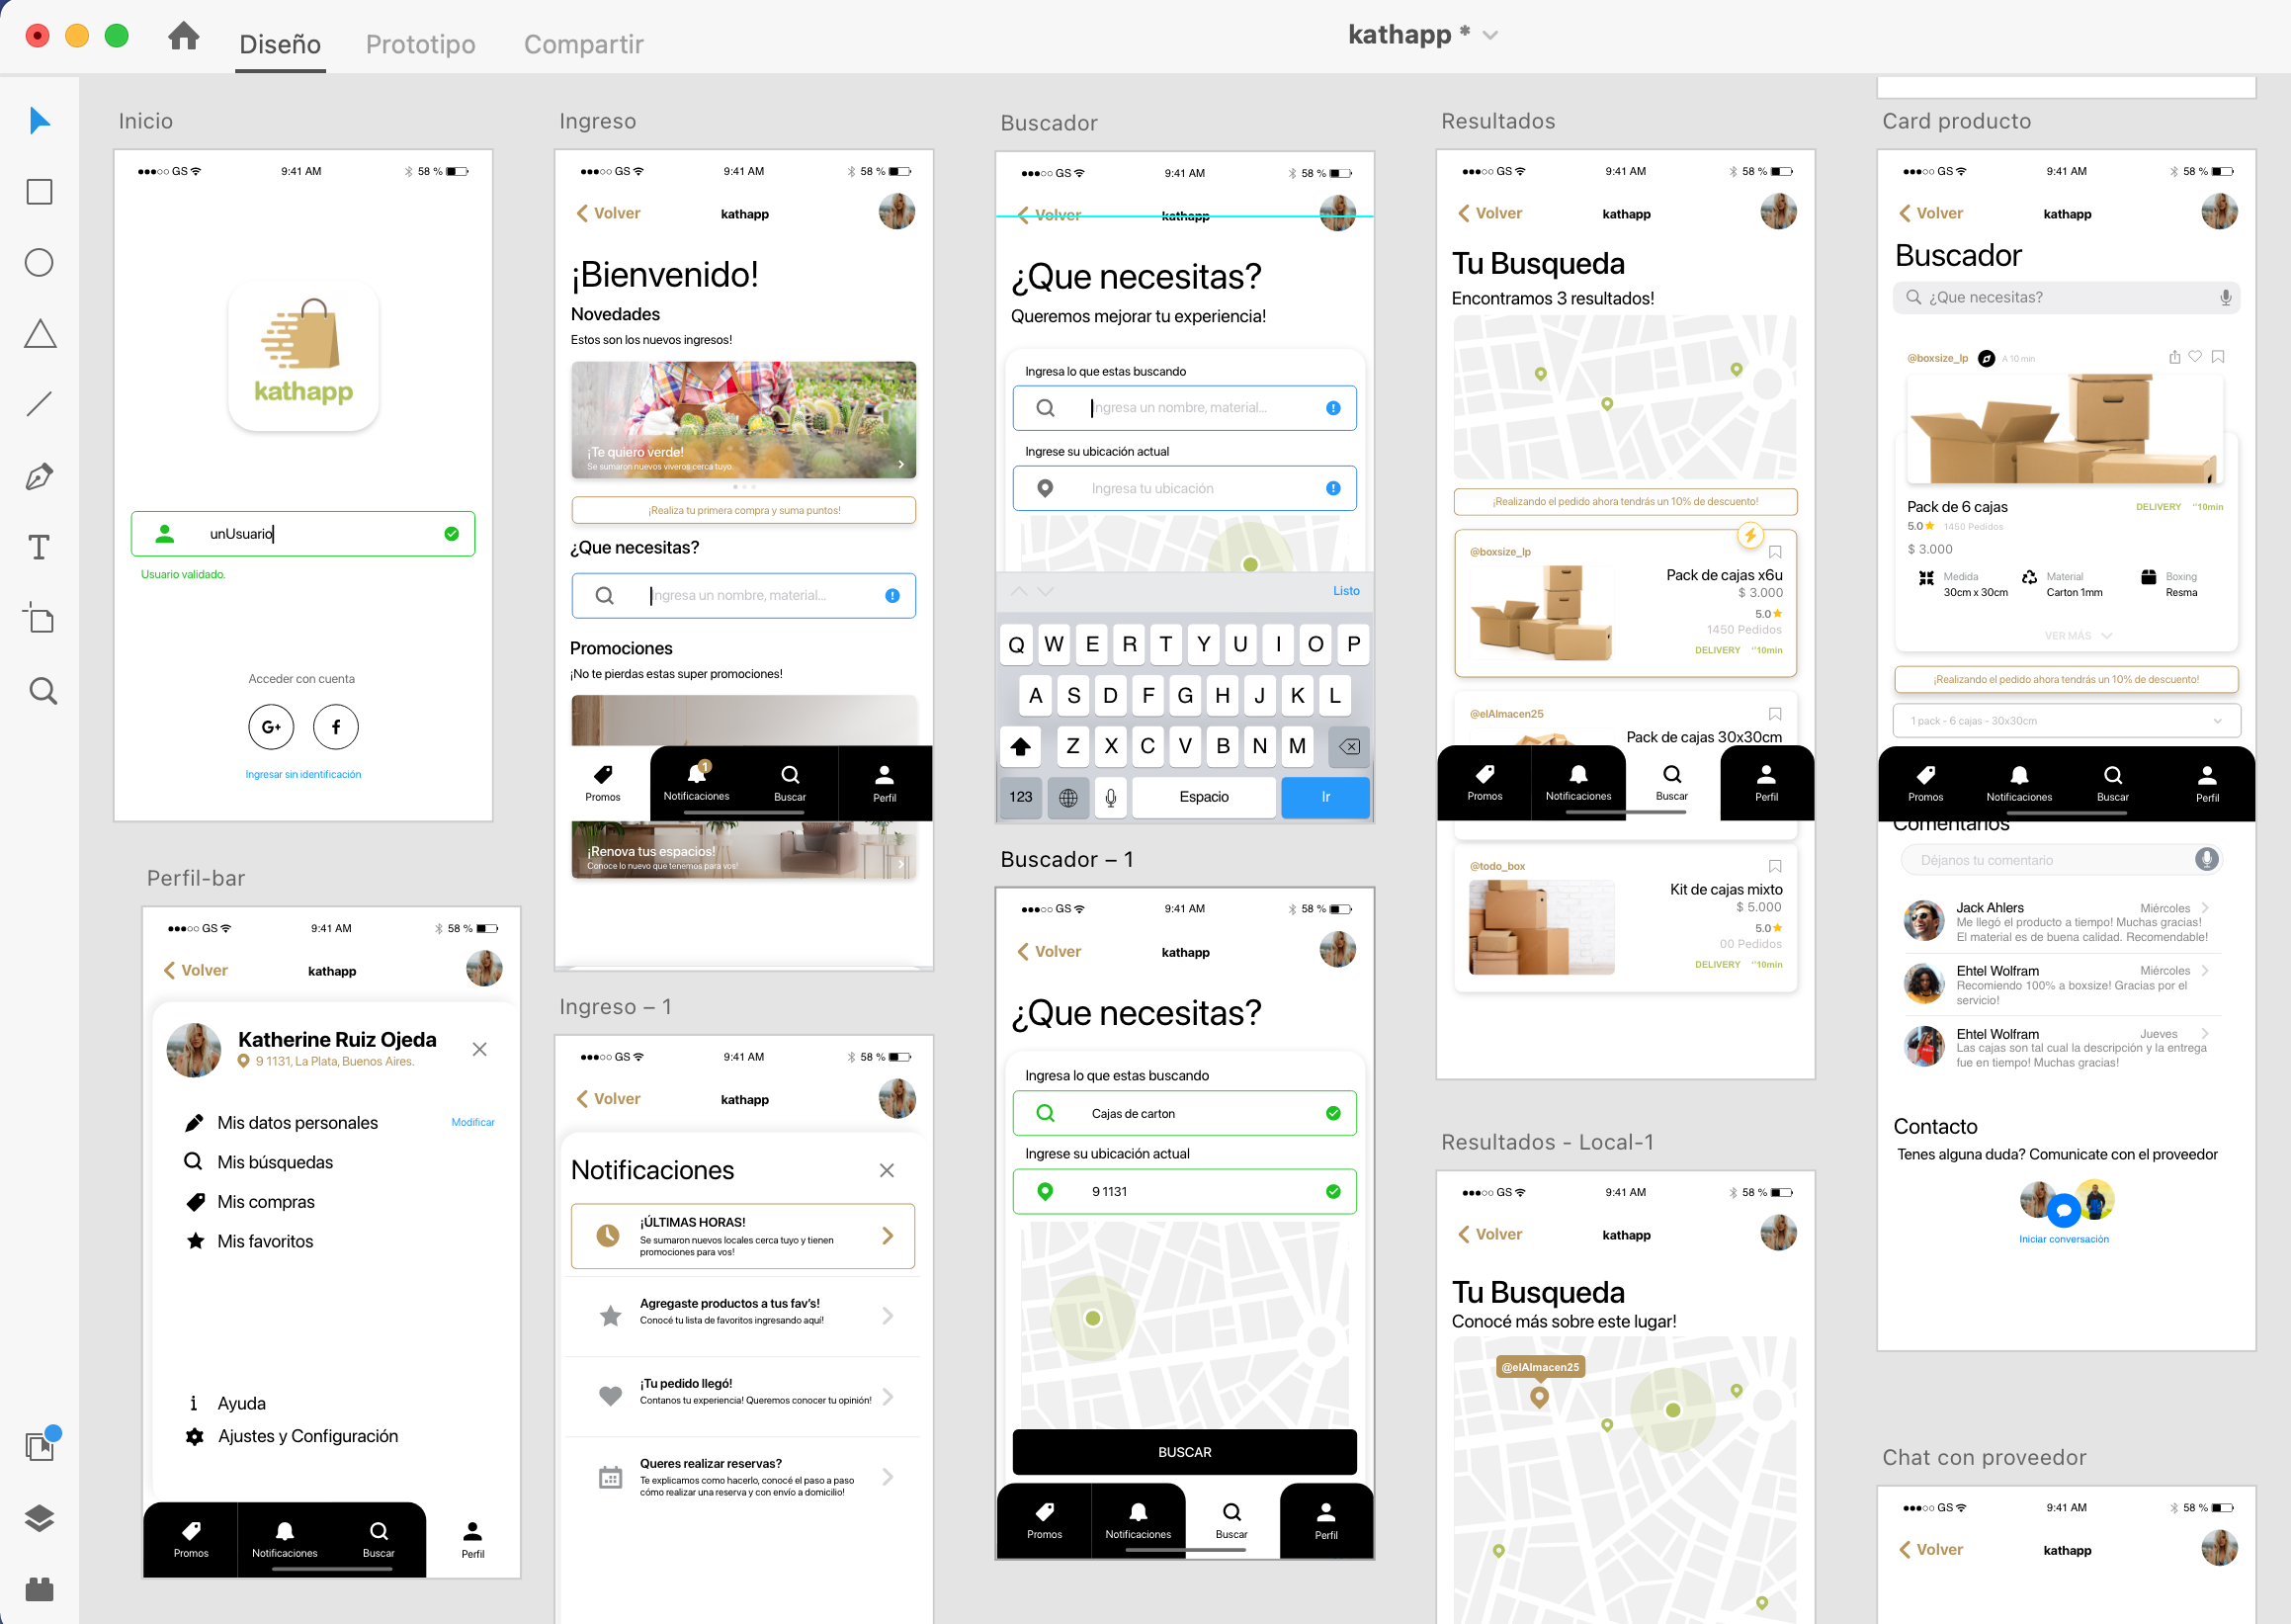 Diseño
Prototipo
Compartir
kathapp *
Inicio
●●●○○ GS
9:41 AM
58 %
kathapp
unUsuario
Usuario validado.
Acceder con cuenta
G+
f
Ingresar sin identificación
Perfil-bar
●●●○○ GS
9:41 AM
58 %
Volver
kathapp
Katherine Ruiz Ojeda
9 1131, La Plata, Buenos Aires.
Mis datos personales
Modificar
Mis búsquedas
Mis compras
Mis favoritos
Ayuda
Ajustes y Configuración
Promos
Notificaciones
Buscar
Perfil
Ingreso
●●●○○ GS
9:41 AM
58 %
Volver
kathapp
¡Bienvenido!
Novedades
Estos son los nuevos ingresos!
¡Te quiero verde!
Se sumaron nuevos viveros cerca tuyo.
¡Realiza tu primera compra y suma puntos!
¿Que necesitas?
Ingresa un nombre, material...
Promociones
¡No te pierdas estas super promociones!
Promos
1
Notificaciones
Buscar
Perfil
¡Renova tus espacios!
Conoce lo nuevo que tenemos para vos!
Ingreso – 1
●●●○○ GS
9:41 AM
58 %
Volver
kathapp
Notificaciones
¡ÚLTIMAS HORAS!
Se sumaron nuevos locales cerca tuyo y tienen
promociones para vos!
Agregaste productos a tus fav's!
Conocé tu lista de favoritos ingresando aquí!
¡Tu pedido llegó!
Contanos tu experiencia! Queremos conocer tu opinión!
Queres realizar reservas?
Te explicamos como hacerlo, conocé el paso a paso
cómo realizar una reserva y con envío a domicilio!
Buscador
●●●○○ GS
9:41 AM
58 %
Volver
kathapp
¿Que necesitas?
Queremos mejorar tu experiencia!
Ingresa lo que estas buscando
Ingresa un nombre, material...
Ingrese su ubicación actual
Ingresa tu ubicación
Listo
Q W E R T Y U I O P
A S D F G H J K L
Z X C V B N M
123
Espacio
Ir
Buscador – 1
●●●○○ GS
9:41 AM
58 %
Volver
kathapp
¿Que necesitas?
Ingresa lo que estas buscando
Cajas de carton
Ingrese su ubicación actual
9 1131
BUSCAR
Promos
Notificaciones
Buscar
Perfil
Resultados
●●●○○ GS
9:41 AM
58 %
Volver
kathapp
Tu Busqueda
Encontramos 3 resultados!
¡Realizando el pedido ahora tendrás un 10% de descuento!
@boxsize_lp
Pack de cajas x6u
$ 3.000
5.0
1450 Pedidos
DELIVERY
"10min
@elAlmacen25
Pack de cajas 30x30cm
Promos
Notificaciones
Buscar
Perfil
@todo_box
Kit de cajas mixto
$ 5.000
5.0
00 Pedidos
DELIVERY
"10min
Resultados - Local-1
●●●○○ GS
9:41 AM
58 %
Volver
kathapp
Tu Busqueda
Conocé más sobre este lugar!
@elAlmacen25
Card producto
●●●○○ GS
9:41 AM
58 %
Volver
kathapp
Buscador
¿Que necesitas?
@boxsize_lp
A 10 min
Pack de 6 cajas
DELIVERY
"10min
5.0
1450 Pedidos
$ 3.000
Medida
30cm x 30cm
Material
Carton 1mm
Boxing
Resma
VER MÁS
¡Realizando el pedido ahora tendrás un 10% de descuento!
1 pack - 6 cajas - 30x30cm
Promos
Notificaciones
Buscar
Perfil
Comentarios
Déjanos tu comentario
Jack Ahlers
Miércoles
Me llegó el producto a tiempo! Muchas gracias!
El material es de buena calidad. Recomendable!
Ehtel Wolfram
Miércoles
Recomiendo 100% a boxsize! Gracias por el
servicio!
Ehtel Wolfram
Jueves
Las cajas son tal cual la descripción y la entrega
fue en tiempo! Muchas gracias!
Contacto
Tenes alguna duda? Comunicate con el proveedor
Iniciar conversación
Chat con proveedor
●●●○○ GS
9:41 AM
58 %
Volver
kathapp